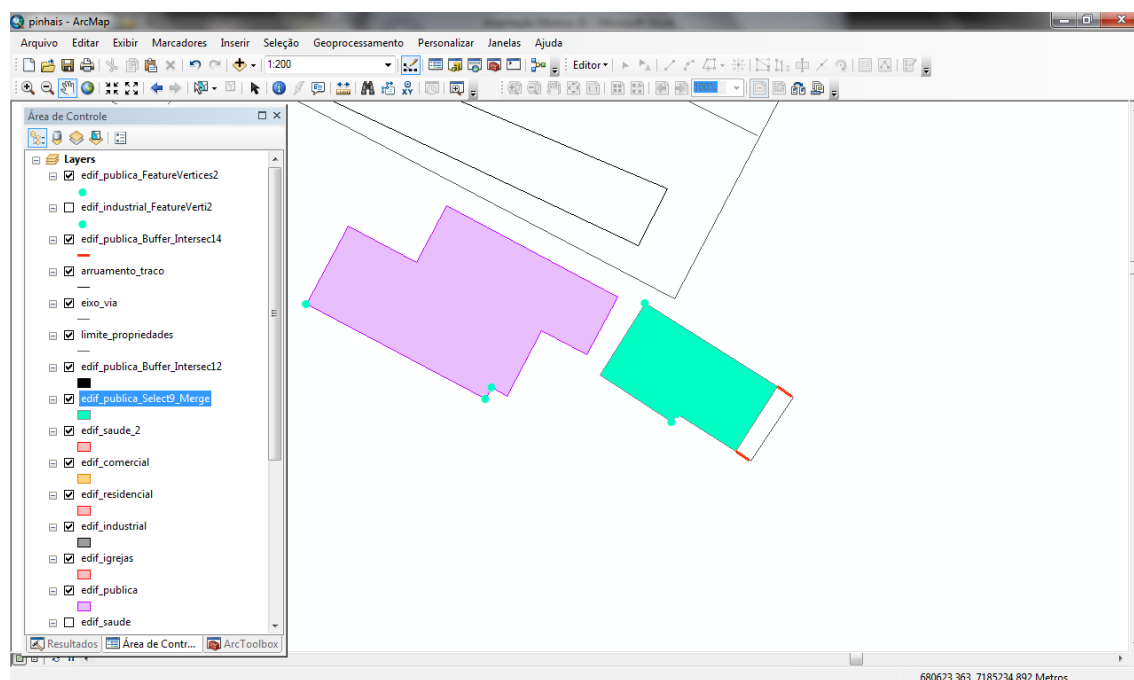 pinhais - ArcMap
Arquivo Editar Exibir Marcadores Inserir Seleção Geoprocessamento Personalizar Janelas Ajuda
1:200
Editor
100%
Área de Controle
Layers
edif_publica_FeatureVertices2
edif_industrial_FeatureVerti2
edif_publica_Buffer_Intersec14
arruamento_traco
eixo_via
limite_propriedades
edif_publica_Buffer_Intersec12
edif_publica_Select9_Merge
edif_saude_2
edif_comercial
edif_residencial
edif_industrial
edif_igrejas
edif_publica
edif_saude
Resultados Área de Contr... ArcToolbox
680623,363 7185234,892 Metros